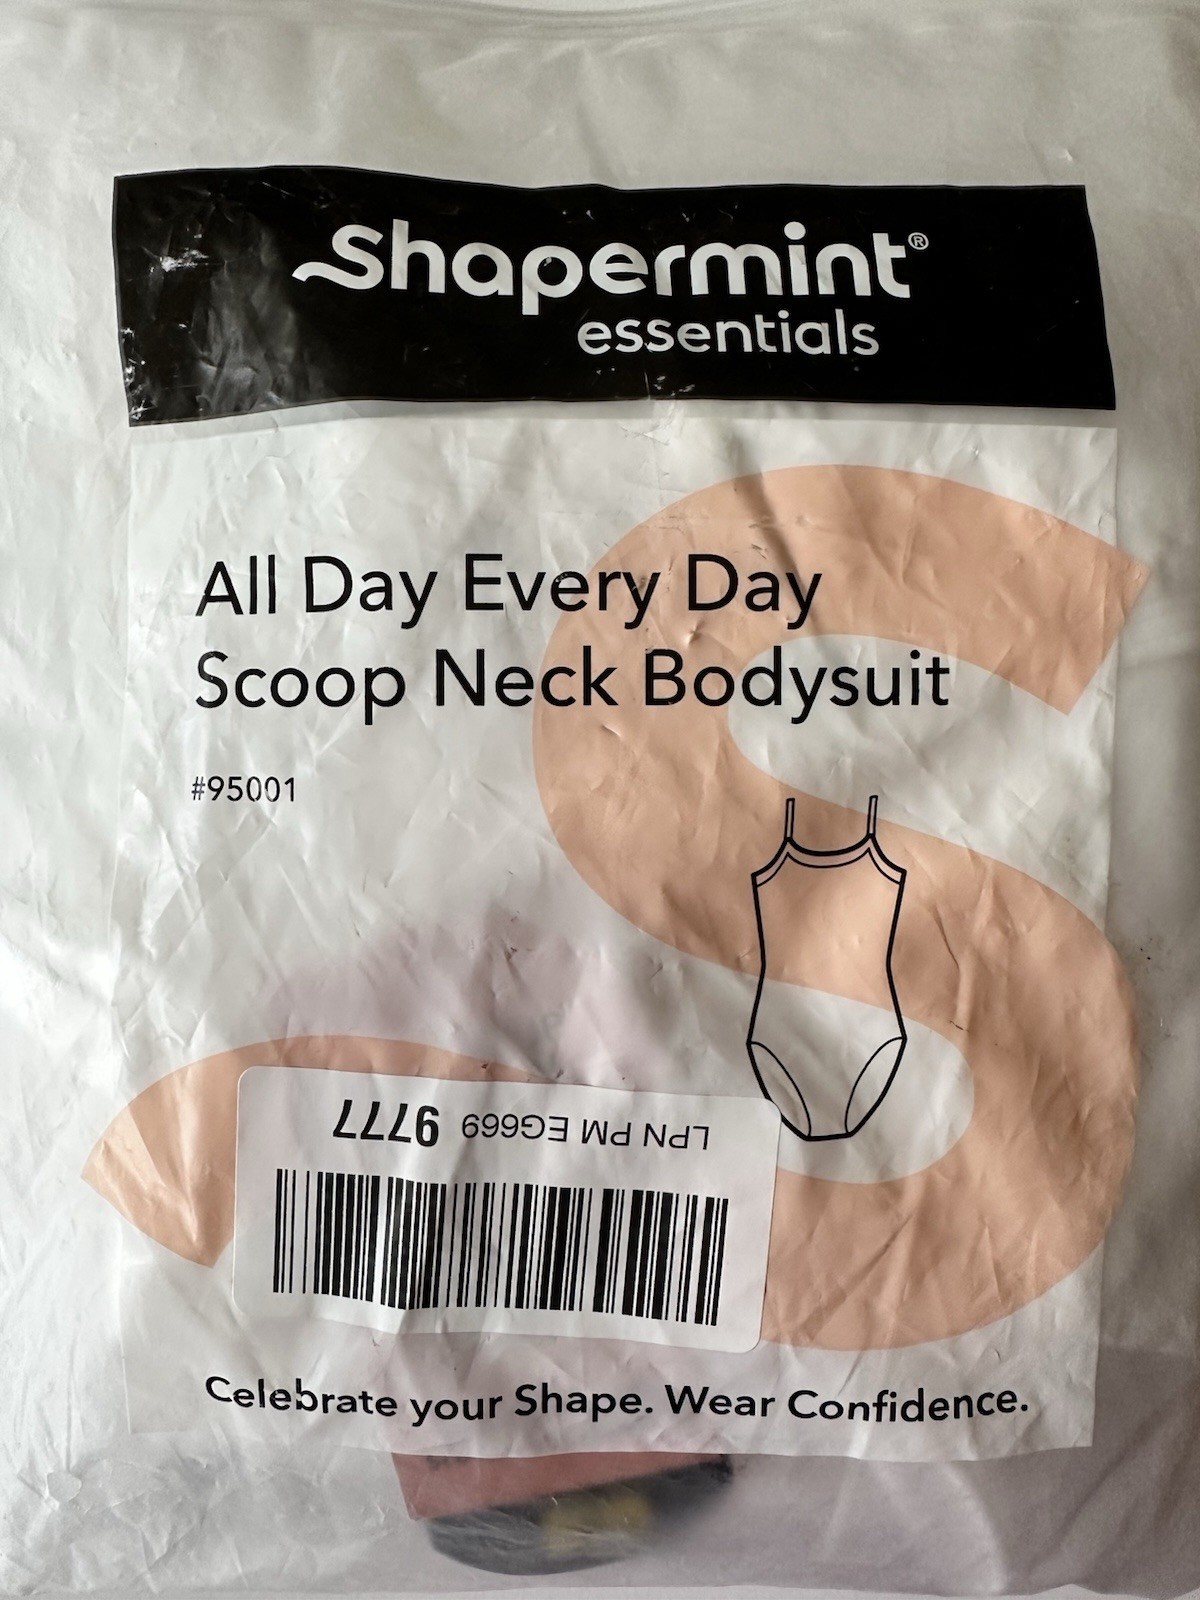 Shapermint®
essentials
All Day Every Day
Scoop Neck Bodysuit
#95001
LPN PM EG669 9777
Celebrate your Shape. Wear Confidence.